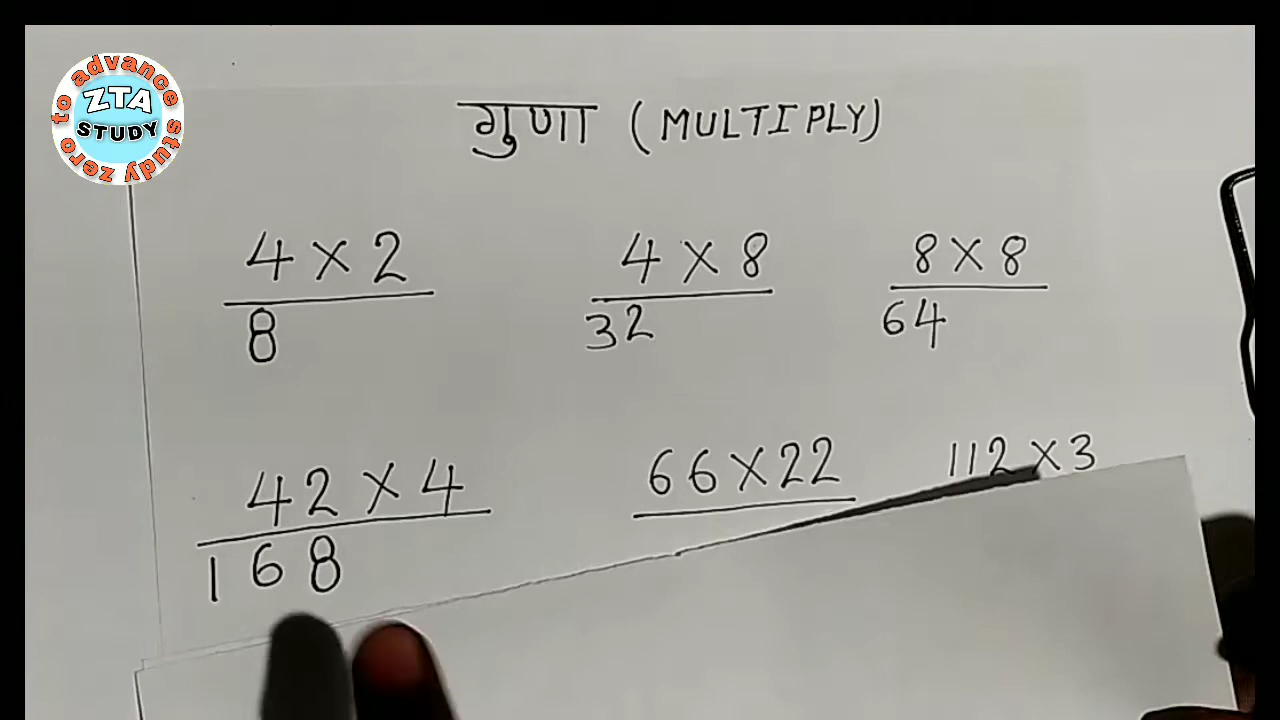 zero to advance study
ZTA
STUDY
गुणा (MULTIPLY)
4 × 2
8
4 × 8
32
8 × 8
64
42 × 4
168
66 × 22
112 × 3